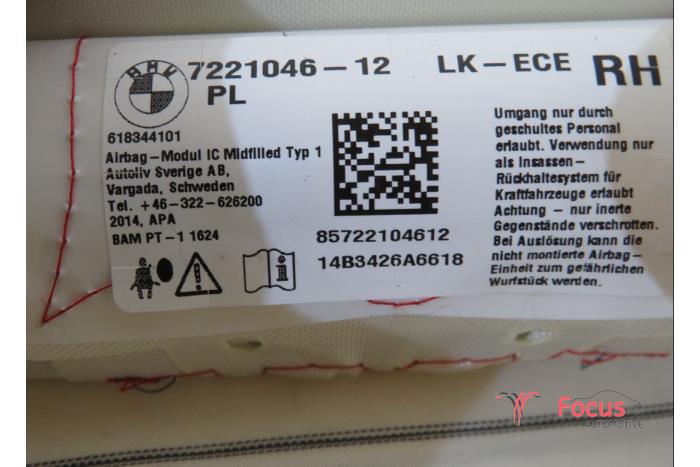 BMW
7221046-12 LK-ECE RH
PL
618344101
Airbag-Modul IC Midfilled Typ 1
Autoliv Sverige AB,
Vargada, Schweden
Tel. +46-322-626200
2014, APA
BAM PT-1 1624
85722104612
14B3426A6618
Umgang nur durch
geschultes Personal
erlaubt. Verwendung nur
als Insassen-
Rückhaltesystem für
Kraftfahrzeuge erlaubt
Achtung - nur inerte
Gegenstände verschrotten.
Bei Auslösung kann die
nicht montierte Airbag-
Einheit zum gefährlichen
Wurfstück werden.
Focus
AUTOMOTIVE